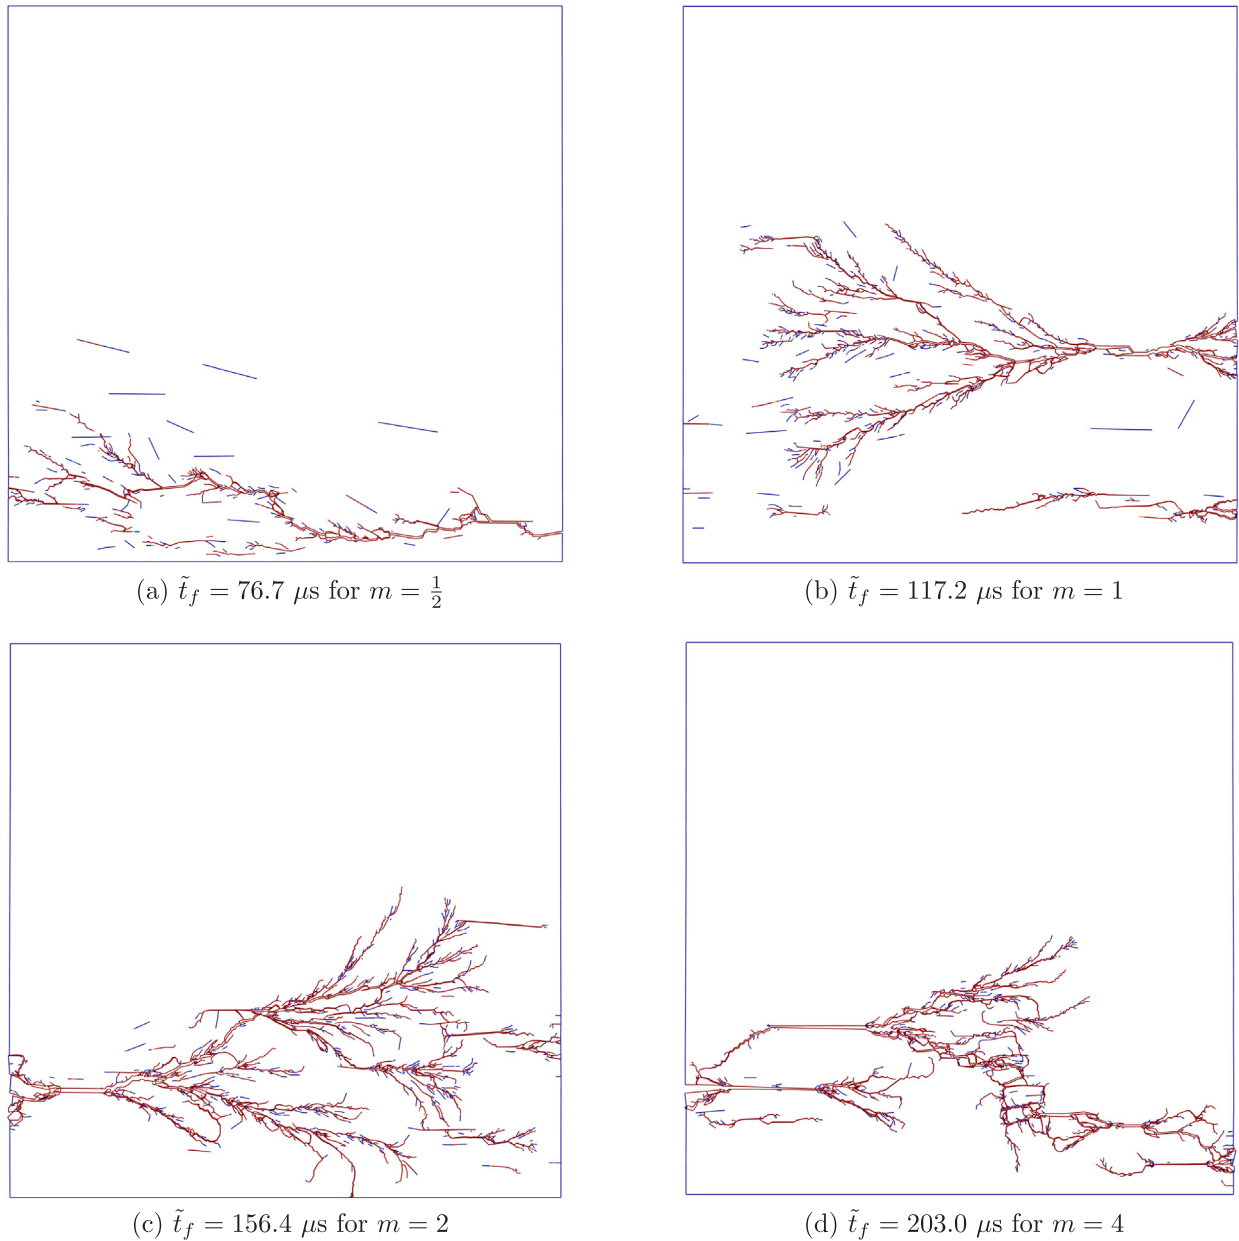 (a) t̃_f = 76.7 μs for m = 1/2
(b) t̃_f = 117.2 μs for m = 1
(c) t̃_f = 156.4 μs for m = 2
(d) t̃_f = 203.0 μs for m = 4